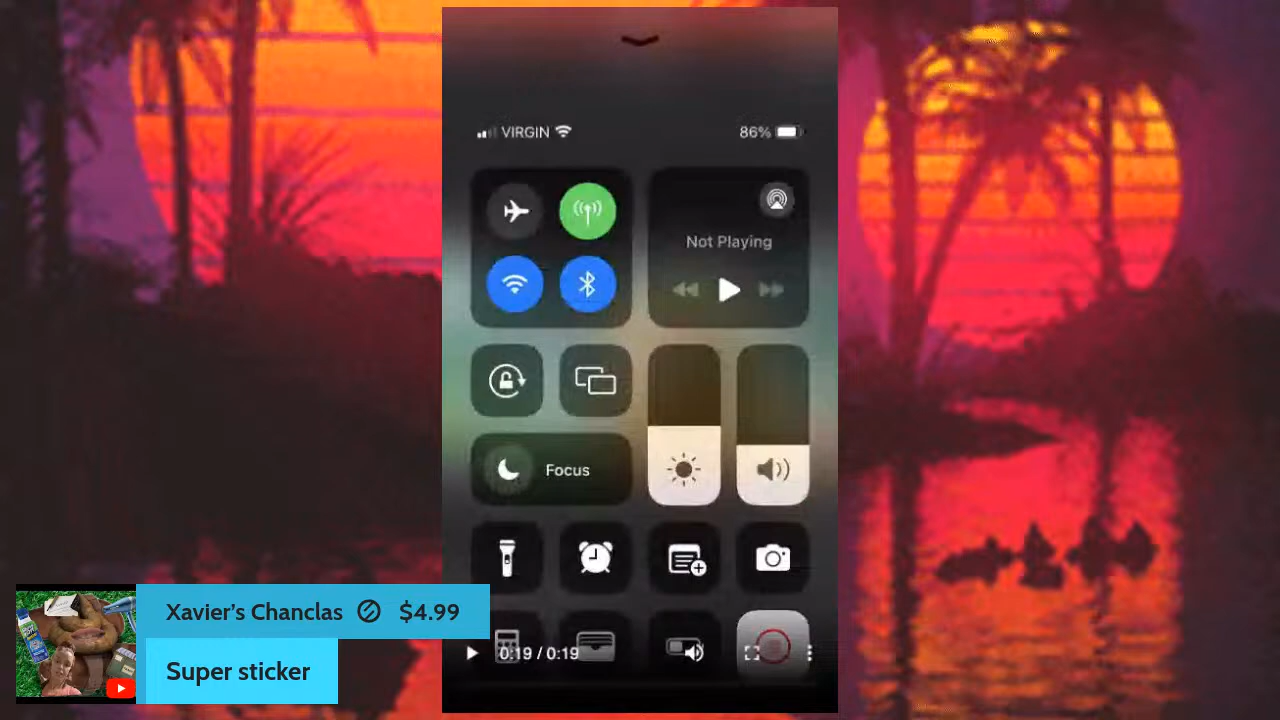 VIRGIN
86%
Not Playing
Focus
0:19 / 0:19
Xavier’s Chanclas $4.99
Super sticker